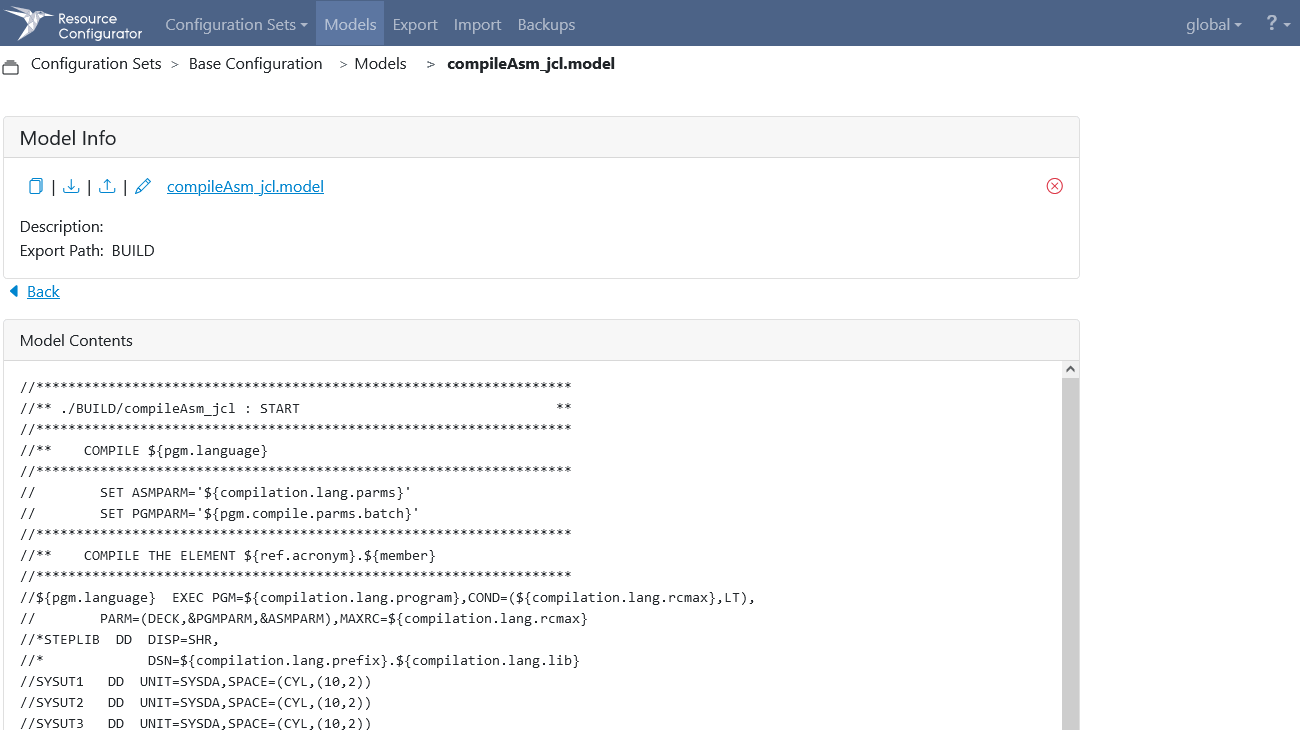 Resource Configurator Configuration Sets Models Export Import Backups global ?
Configuration Sets > Base Configuration > Models > compileAsm_jcl.model
Model Info
| | | compileAsm_jcl.model
Description:
Export Path: BUILD
Back
Model Contents
//*******************************************************************
//** ./BUILD/compileAsm_jcl : START                                **
//*******************************************************************
//**    COMPILE ${pgm.language}
//*******************************************************************
//        SET ASMPARM='${compilation.lang.parms}'
//        SET PGMPARM='${pgm.compile.parms.batch}'
//*******************************************************************
//**    COMPILE THE ELEMENT ${ref.acronym}.${member}
//*******************************************************************
//${pgm.language}  EXEC PGM=${compilation.lang.program},COND=(${compilation.lang.rcmax},LT),
//        PARM=(DECK,&PGMPARM,&ASMPARM),MAXRC=${compilation.lang.rcmax}
//*STEPLIB  DD  DISP=SHR,
//*             DSN=${compilation.lang.prefix}.${compilation.lang.lib}
//SYSUT1   DD  UNIT=SYSDA,SPACE=(CYL,(10,2))
//SYSUT2   DD  UNIT=SYSDA,SPACE=(CYL,(10,2))
//SYSUT3   DD  UNIT=SYSDA,SPACE=(CYL,(10,2))